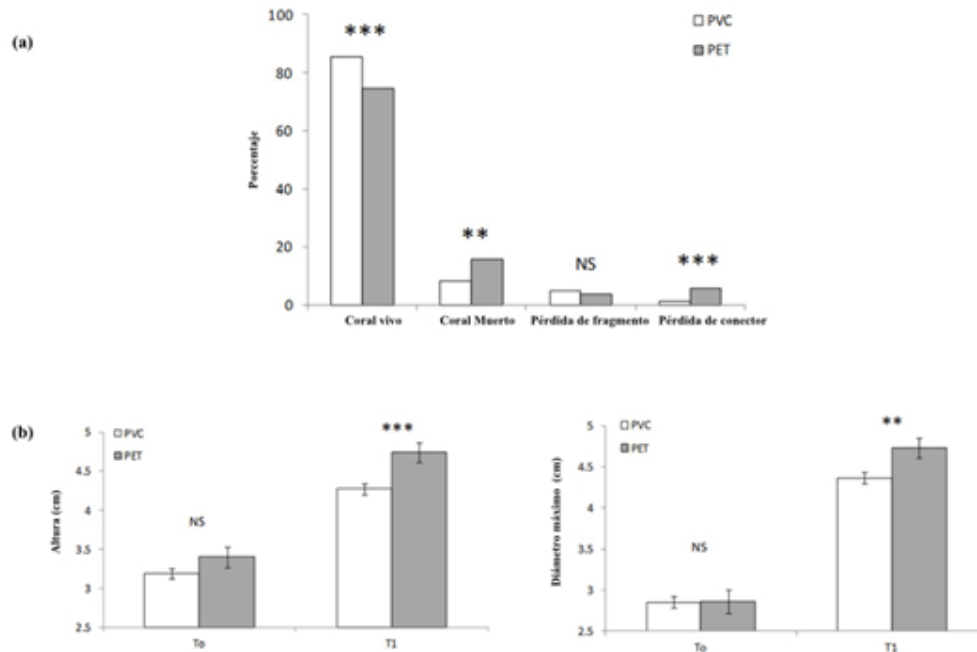 (a)
100
80
60
40
20
0
Porcentaje
***
**
NS
***
PVC
PET
Coral vivo
Coral Muerto
Pérdida de fragmento
Pérdida de conector
(b)
5
4.5
4
3.5
3
2.5
Altura (cm)
PVC
PET
NS
***
To
T1
5
4.5
4
3.5
3
2.5
Diámetro máximo (cm)
PVC
PET
NS
**
To
T1